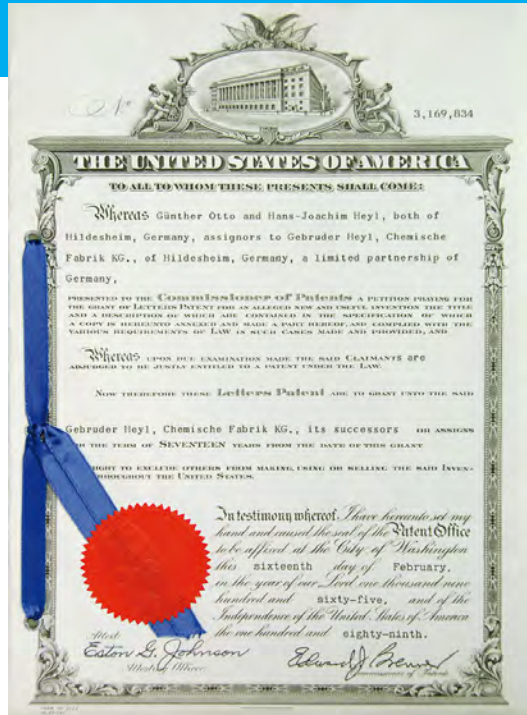 No
3,169,834
THE UNITED STATES OF AMERICA
TO ALL TO WHOM THESE PRESENTS SHALL COME:
Whereas Günther Otto and Hans-Joachim Heyl, both of
Hildesheim, Germany, assignors to Gebruder Heyl, Chemische
Fabrik KG., of Hildesheim, Germany, a limited partnership of
Germany,
PRESENTED TO THE Commissioner of Patents A PETITION PRAYING FOR
THE GRANT OF LETTERS PATENT FOR AN ALLEGED NEW AND USEFUL INVENTION THE TITLE
AND A DESCRIPTION OF WHICH ARE CONTAINED IN THE SPECIFICATION OF WHICH
A COPY IS HEREUNTO ANNEXED AND MADE A PART HEREOF, AND COMPLIED WITH THE
VARIOUS REQUIREMENTS OF LAW IN SUCH CASES MADE AND PROVIDED, AND
Whereas UPON DUE EXAMINATION MADE THE SAID CLAIMANTS are
ADJUDGED TO BE JUSTLY ENTITLED TO A PATENT UNDER THE LAW.
NOW THEREFORE THESE Letters Patent ARE TO GRANT UNTO THE SAID
Gebruder Heyl, Chemische Fabrik KG., its successors OR ASSIGNS
THE TERM OF SEVENTEEN YEARS FROM THE DATE OF THIS GRANT
RIGHT TO EXCLUDE OTHERS FROM MAKING, USING OR SELLING THE SAID INVEN-
THROUGHOUT THE UNITED STATES.
In testimony whereof I have hereunto set my
hand and caused the seal of the Patent Office
to be affixed at the City of Washington
this sixteenth day of February,
in the year of our Lord one thousand nine
hundred and sixty-five, and of the
Independence of the United States of America
the one hundred and eighty-ninth.
Attest:
Eston G. Johnson
Attesting Officer
Edward J. Brenner
Commissioner of Patents